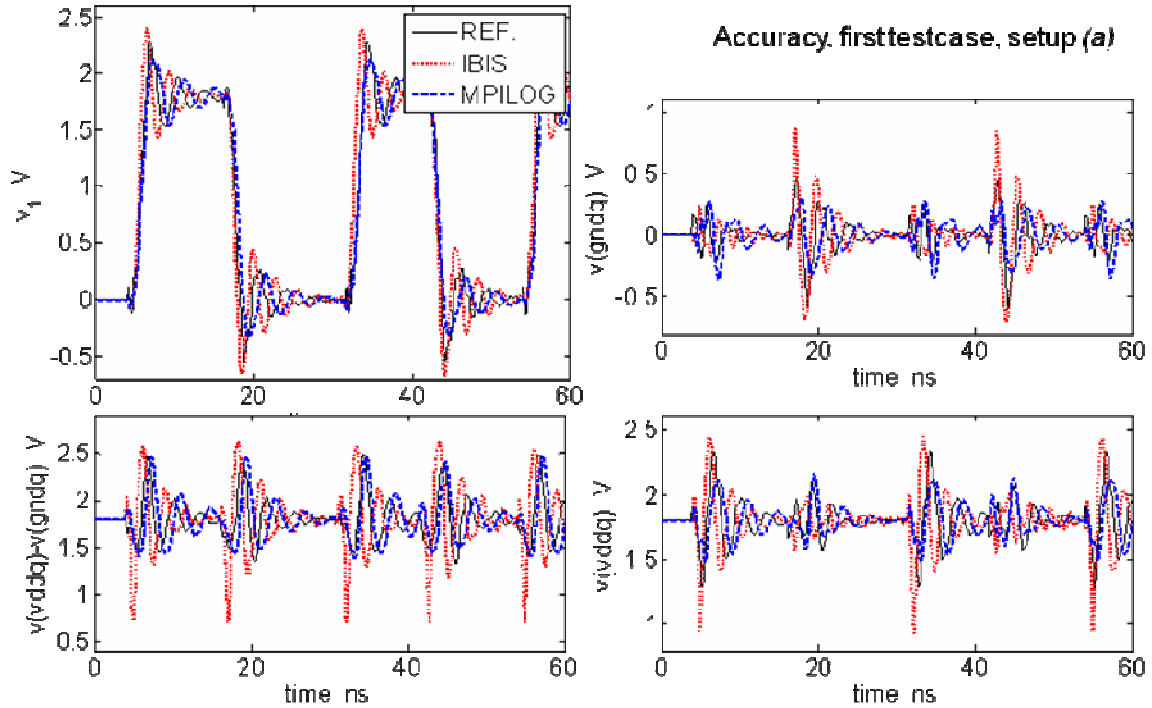 REF.
IBIS
MPILOG
2.5
2
1.5
1
0.5
0
-0.5
v1 V
0 20 40 60
Accuracy, first testcase, setup (a)
0.5
0
-0.5
v(gndq) V
0 20 40 60
time ns
2.5
2
1.5
1
0.5
v(vddq)-v(gndq) V
0 20 40 60
time ns
2
1.5
v(vddq) V
0 20 40 60
time ns